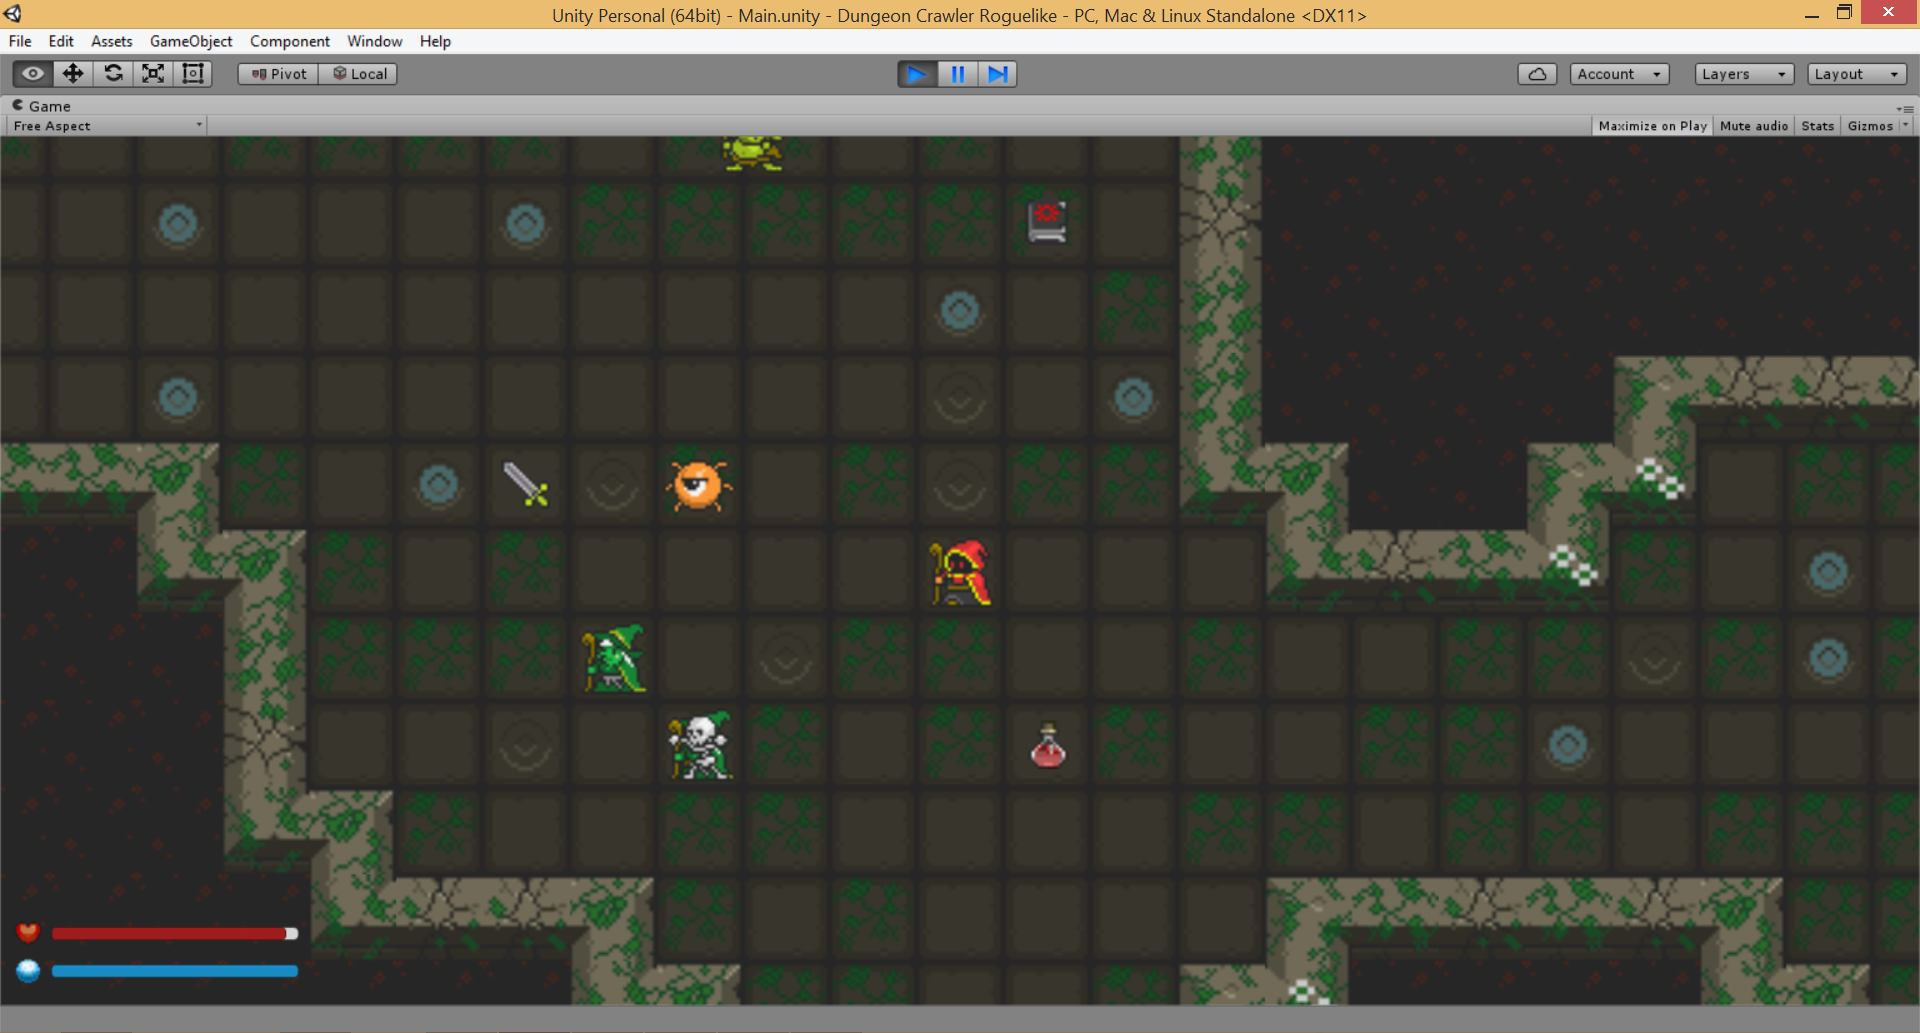 Unity Personal (64bit) - Main.unity - Dungeon Crawler Roguelike - PC, Mac & Linux Standalone <DX11>
File Edit Assets GameObject Component Window Help
Pivot Local Account Layers Layout
Game
Free Aspect Maximize on Play Mute audio Stats Gizmos